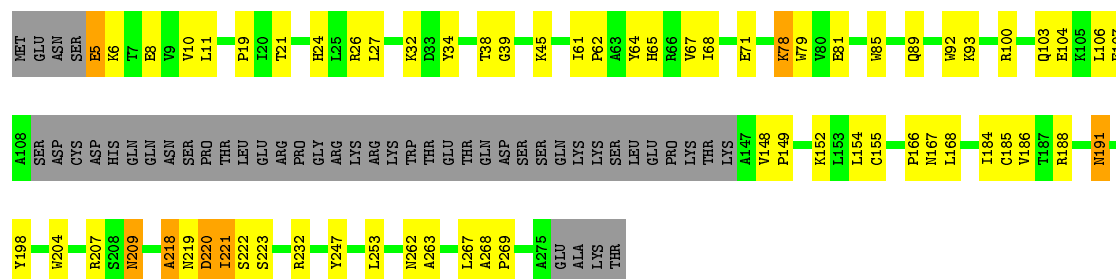 MET GLU ASN SER E5 K6 T7 E8 V9 V10 L11 P19 I20 T21 H24 L25 R26 L27 K32 D33 Y34 T38 G39 K45 I61 P62 A63 Y64 H65 R66 V67 I68 E71 K78 W79 V80 E81 W85 Q89 W92 K93 R100 Q103 E104 K105 L106
A108 SER ASP CYS ASP HIS GLN GLN ASN SER PRO THR LEU GLU ARG PRO GLY ARG LYS ARG LYS TRP THR GLU THR GLN ASP SER SER GLN LYS LYS SER LEU GLU PRO LYS THR LYS A147 V148 P149 K152 L153 L154 C155 P166 N167 L168 I184 C185 V186 T187 R188 N191
Y198 W204 R207 S208 N209 A218 N219 D220 I221 S222 S223 R232 Y247 L253 N262 A263 L267 A268 P269 A275 GLU ALA LYS THR